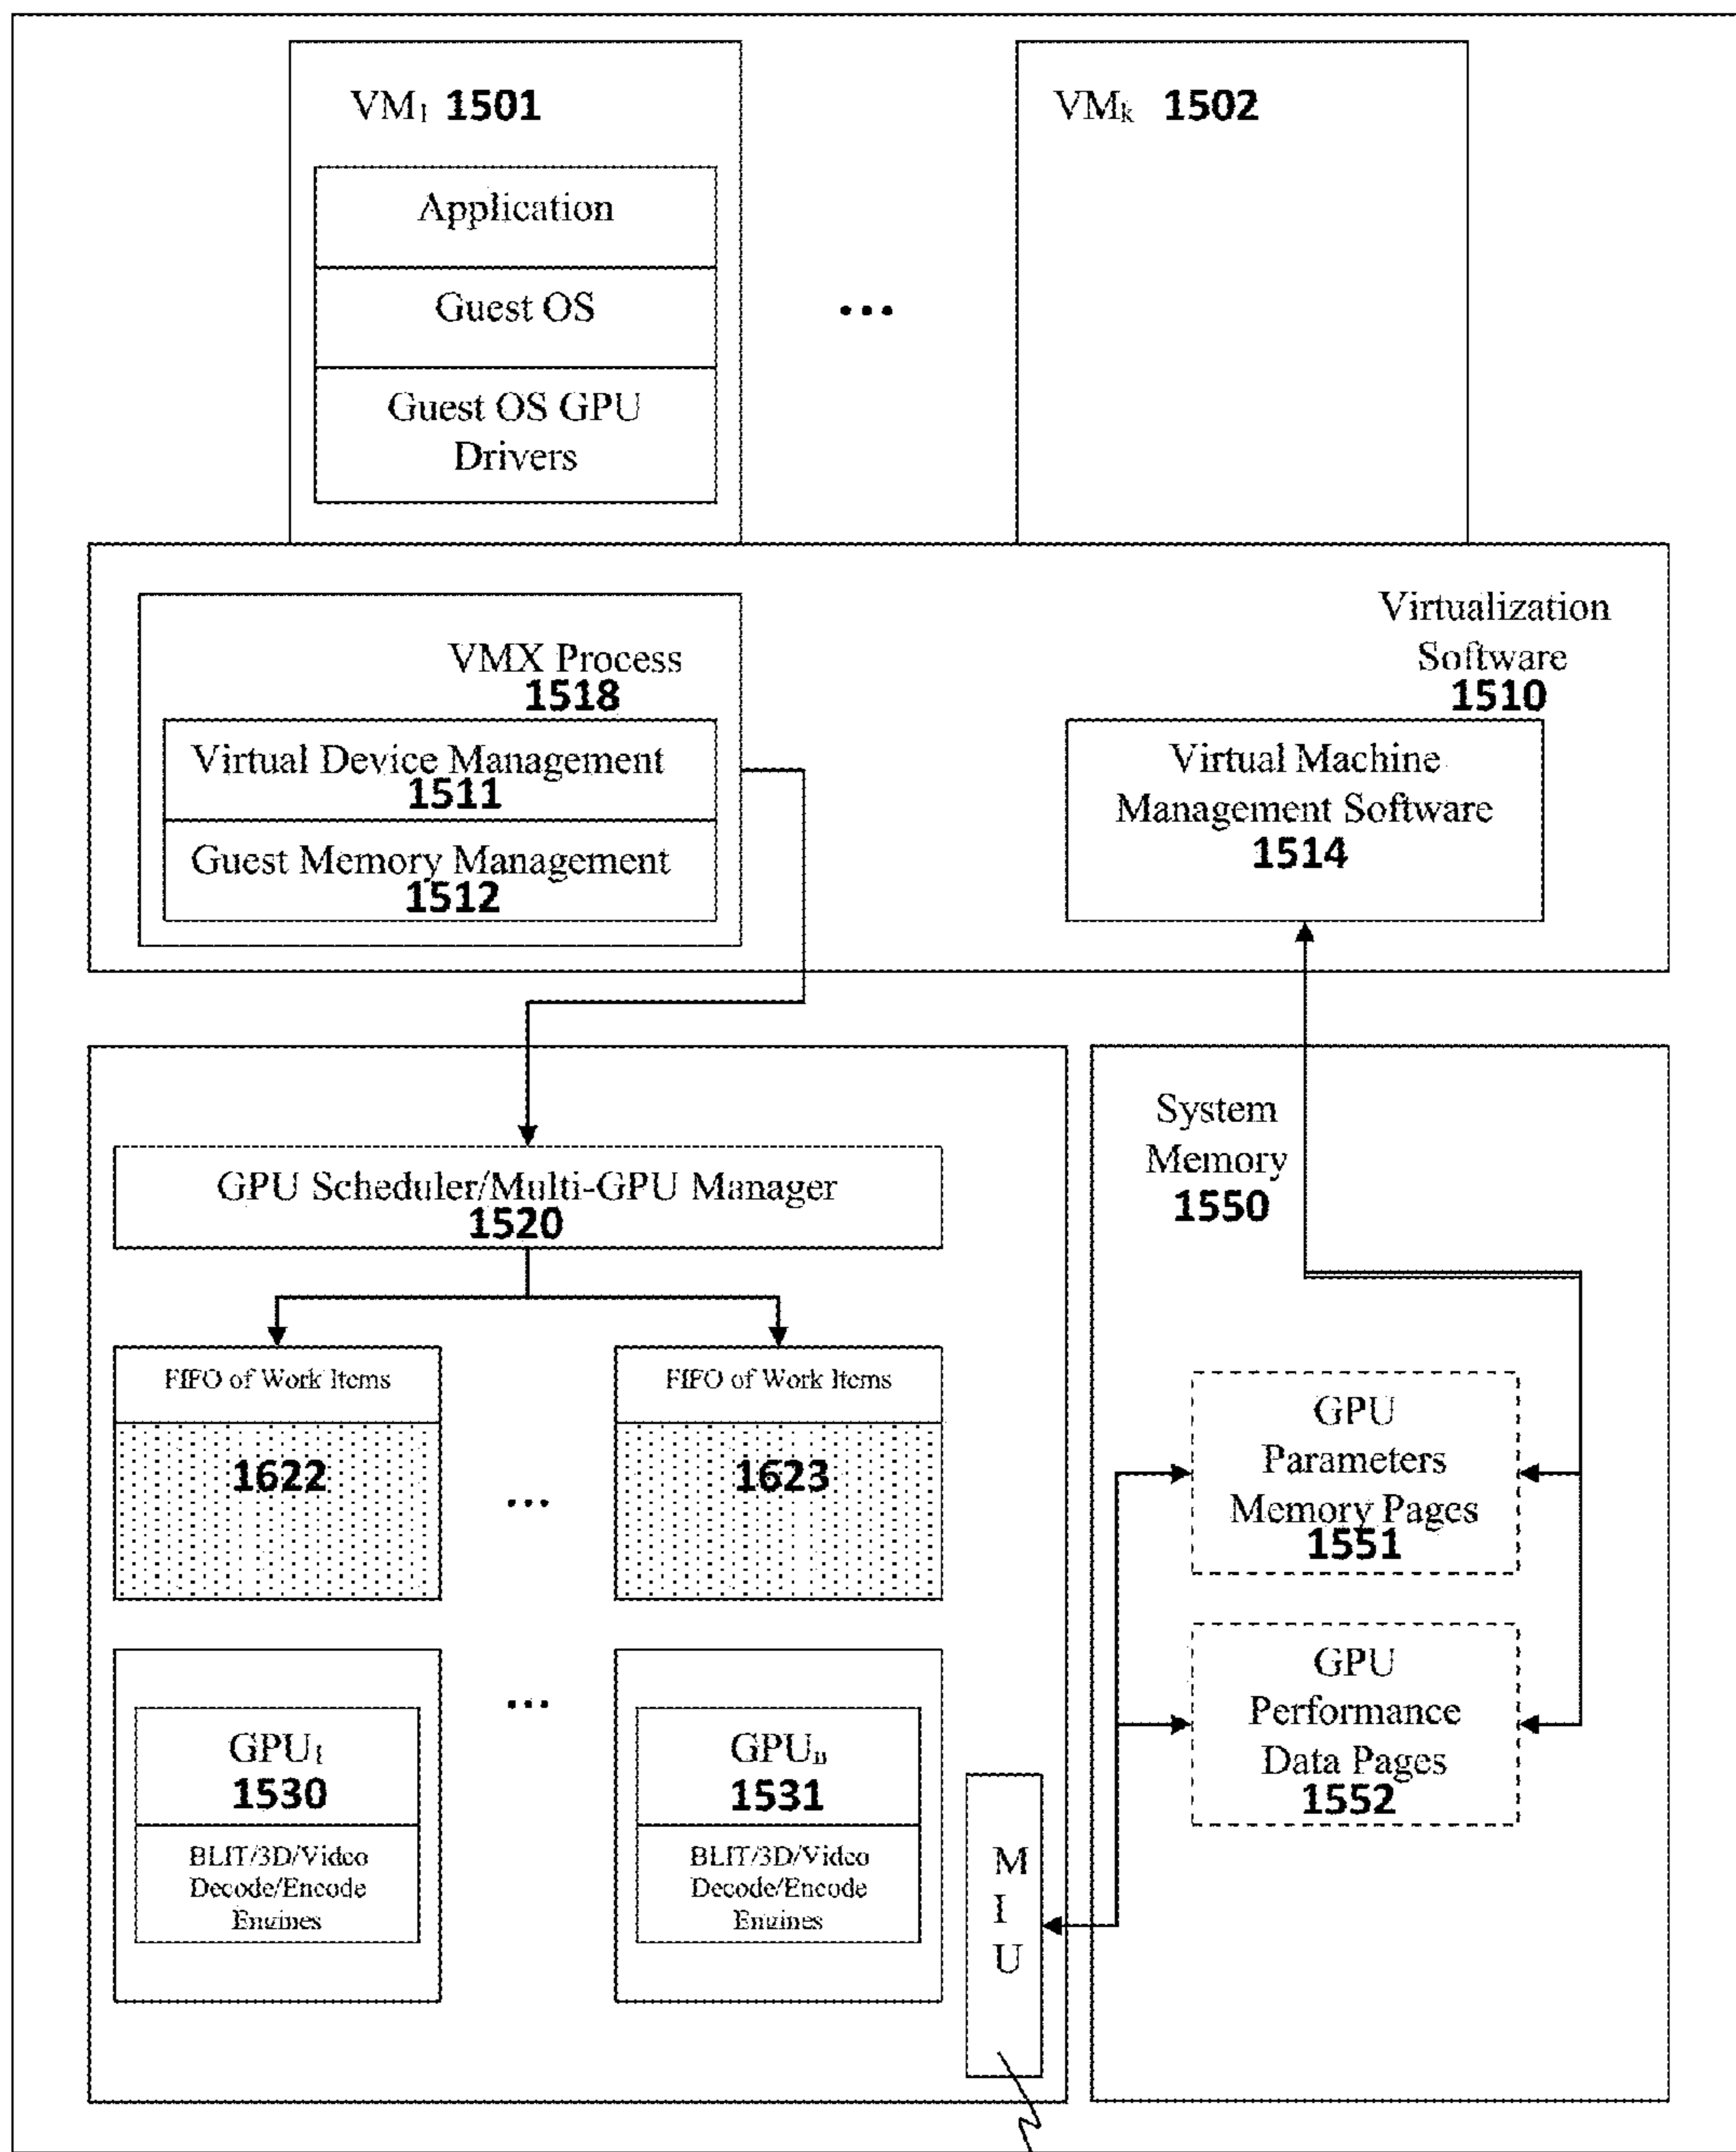 VM1 1501
Application
Guest OS
Guest OS GPU
Drivers
...
VMk 1502
Virtualization
Software
1510
VMX Process
1518
Virtual Device Management
1511
Guest Memory Management
1512
Virtual Machine
Management Software
1514
GPU Scheduler/Multi-GPU Manager
1520
FIFO of Work Items
1622
...
FIFO of Work Items
1623
GPU1
1530
BLIT/3D/Video
Decode/Encode
Engines
...
GPUn
1531
BLIT/3D/Video
Decode/Encode
Engines
M
I
U
System
Memory
1550
GPU
Parameters
Memory Pages
1551
GPU
Performance
Data Pages
1552